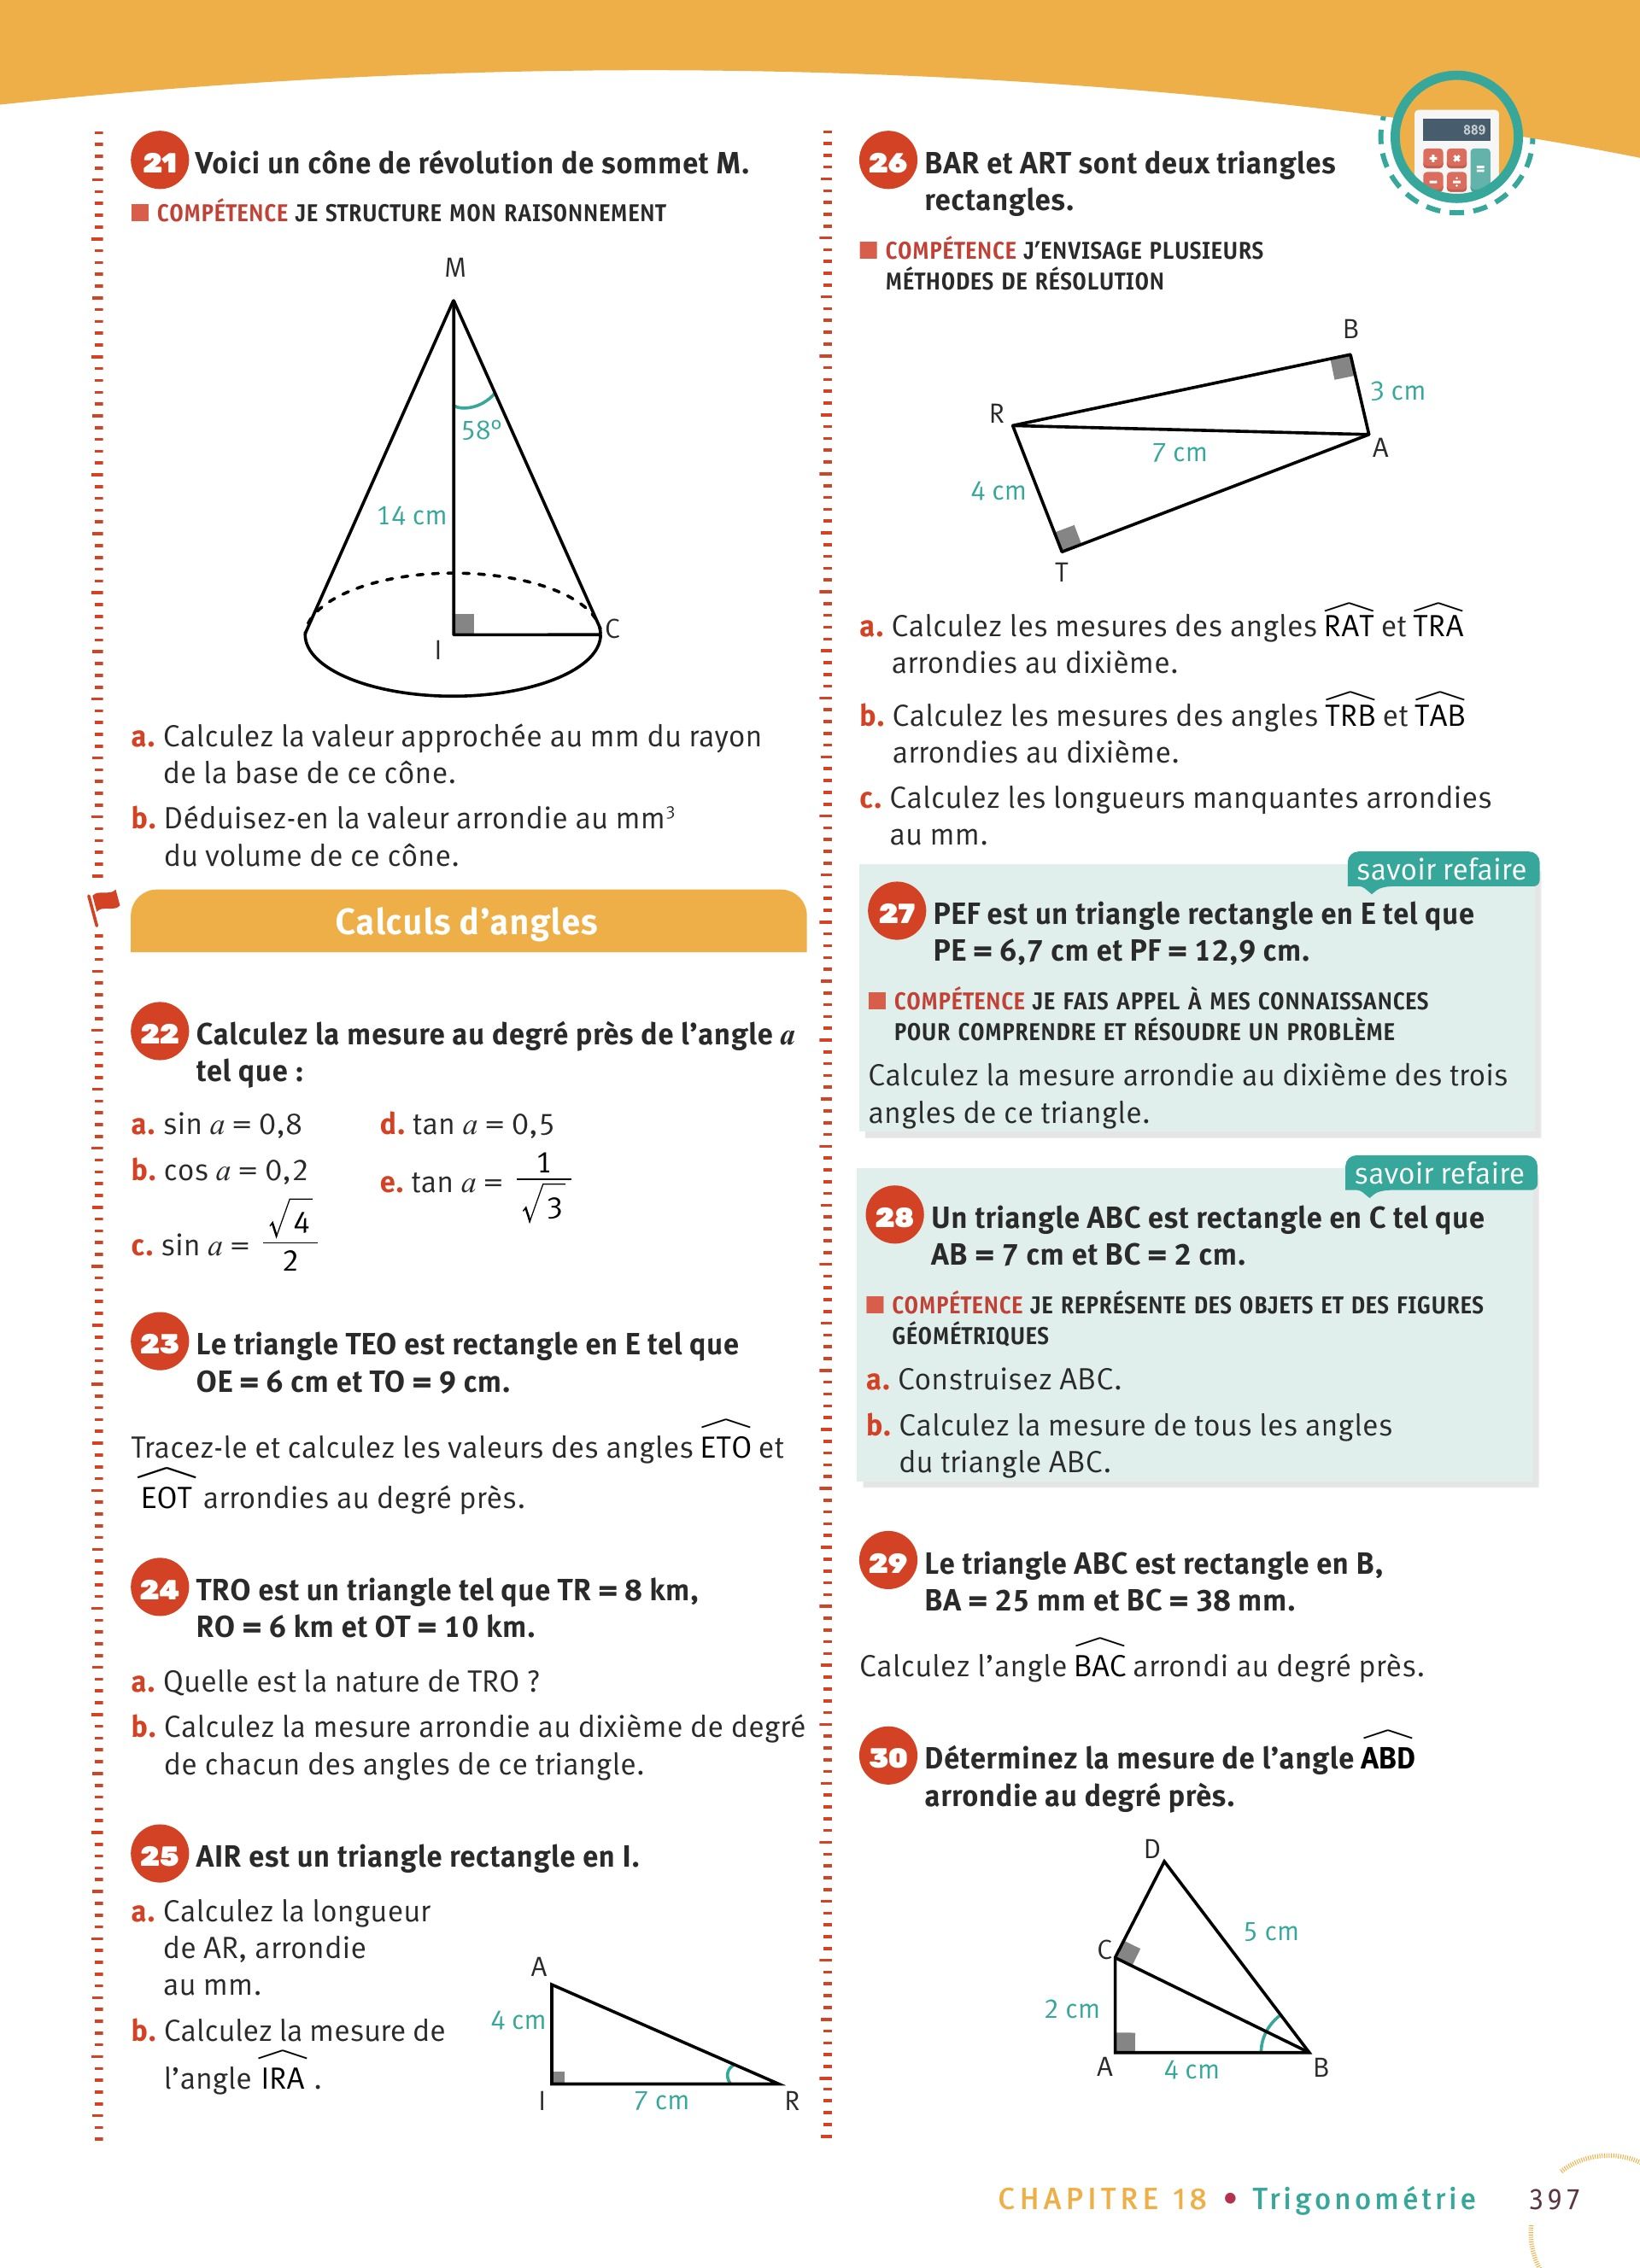 889
21 Voici un cône de révolution de sommet M.
COMPÉTENCE JE STRUCTURE MON RAISONNEMENT
M
58°
14 cm
I
C
a. Calculez la valeur approchée au mm du rayon
de la base de ce cône.
b. Déduisez-en la valeur arrondie au mm³
du volume de ce cône.
Calculs d’angles
22 Calculez la mesure au degré près de l’angle a
tel que :
a. sin a = 0,8
b. cos a = 0,2
c. sin a = √4/2
d. tan a = 0,5
e. tan a = 1/√3
23 Le triangle TEO est rectangle en E tel que
OE = 6 cm et TO = 9 cm.
Tracez-le et calculez les valeurs des angles ETO et
EOT arrondies au degré près.
24 TRO est un triangle tel que TR = 8 km,
RO = 6 km et OT = 10 km.
a. Quelle est la nature de TRO ?
b. Calculez la mesure arrondie au dixième de degré
de chacun des angles de ce triangle.
25 AIR est un triangle rectangle en I.
a. Calculez la longueur
de AR, arrondie
au mm.
b. Calculez la mesure de
l’angle IRA .
A
4 cm
I
7 cm
R
26 BAR et ART sont deux triangles
rectangles.
COMPÉTENCE J’ENVISAGE PLUSIEURS
MÉTHODES DE RÉSOLUTION
B
3 cm
R
A
7 cm
4 cm
T
a. Calculez les mesures des angles RAT et TRA
arrondies au dixième.
b. Calculez les mesures des angles TRB et TAB
arrondies au dixième.
c. Calculez les longueurs manquantes arrondies
au mm.
savoir refaire
27 PEF est un triangle rectangle en E tel que
PE = 6,7 cm et PF = 12,9 cm.
COMPÉTENCE JE FAIS APPEL À MES CONNAISSANCES
POUR COMPRENDRE ET RÉSOUDRE UN PROBLÈME
Calculez la mesure arrondie au dixième des trois
angles de ce triangle.
savoir refaire
28 Un triangle ABC est rectangle en C tel que
AB = 7 cm et BC = 2 cm.
COMPÉTENCE JE REPRÉSENTE DES OBJETS ET DES FIGURES
GÉOMÉTRIQUES
a. Construisez ABC.
b. Calculez la mesure de tous les angles
du triangle ABC.
29 Le triangle ABC est rectangle en B,
BA = 25 mm et BC = 38 mm.
Calculez l’angle BAC arrondi au degré près.
30 Déterminez la mesure de l’angle ABD
arrondie au degré près.
D
5 cm
C
2 cm
A
4 cm
B
CHAPITRE 18 • Trigonométrie 397